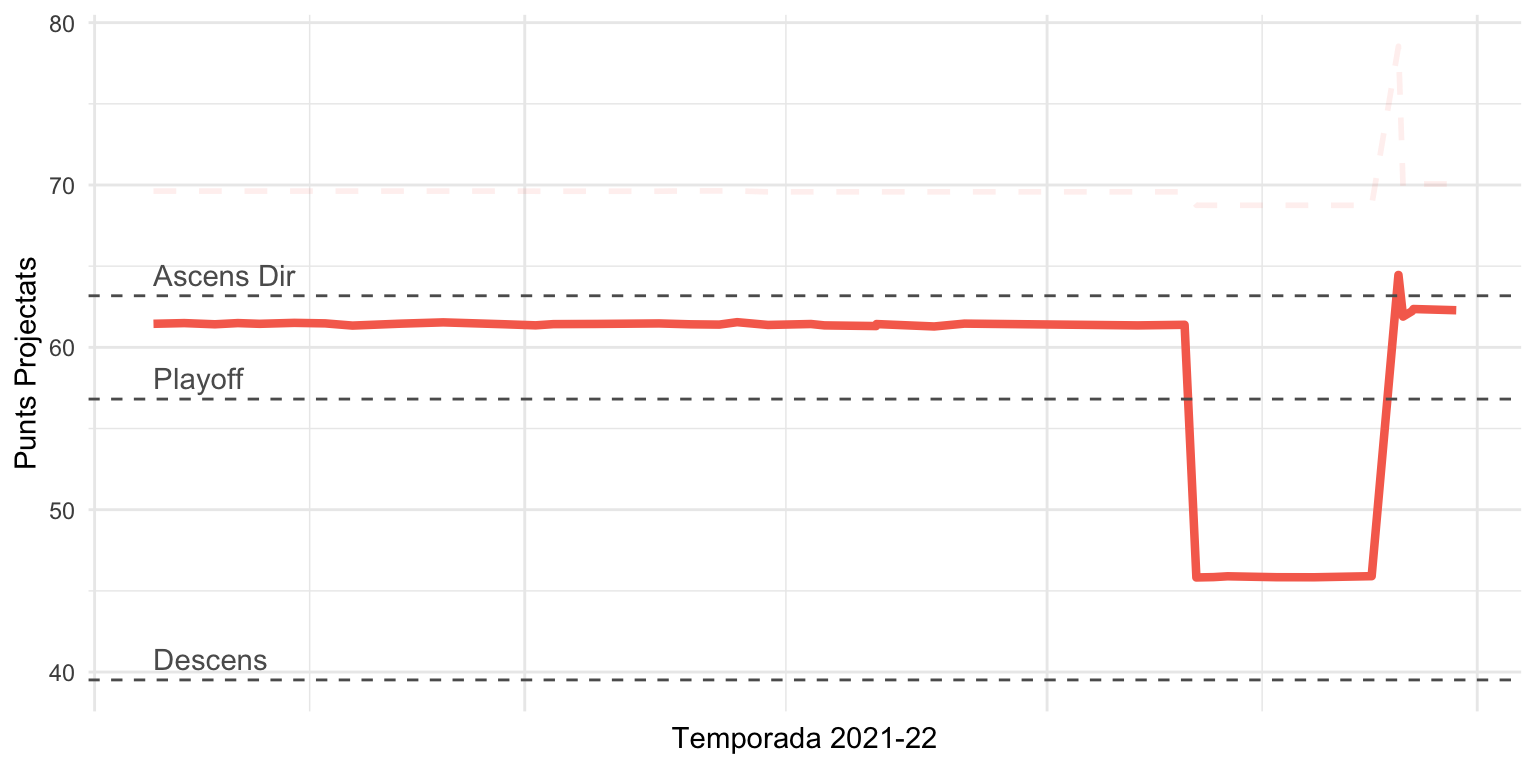 80
70
60
50
40
Punts Projectats
Ascens Dir
Playoff
Descens
Temporada 2021-22